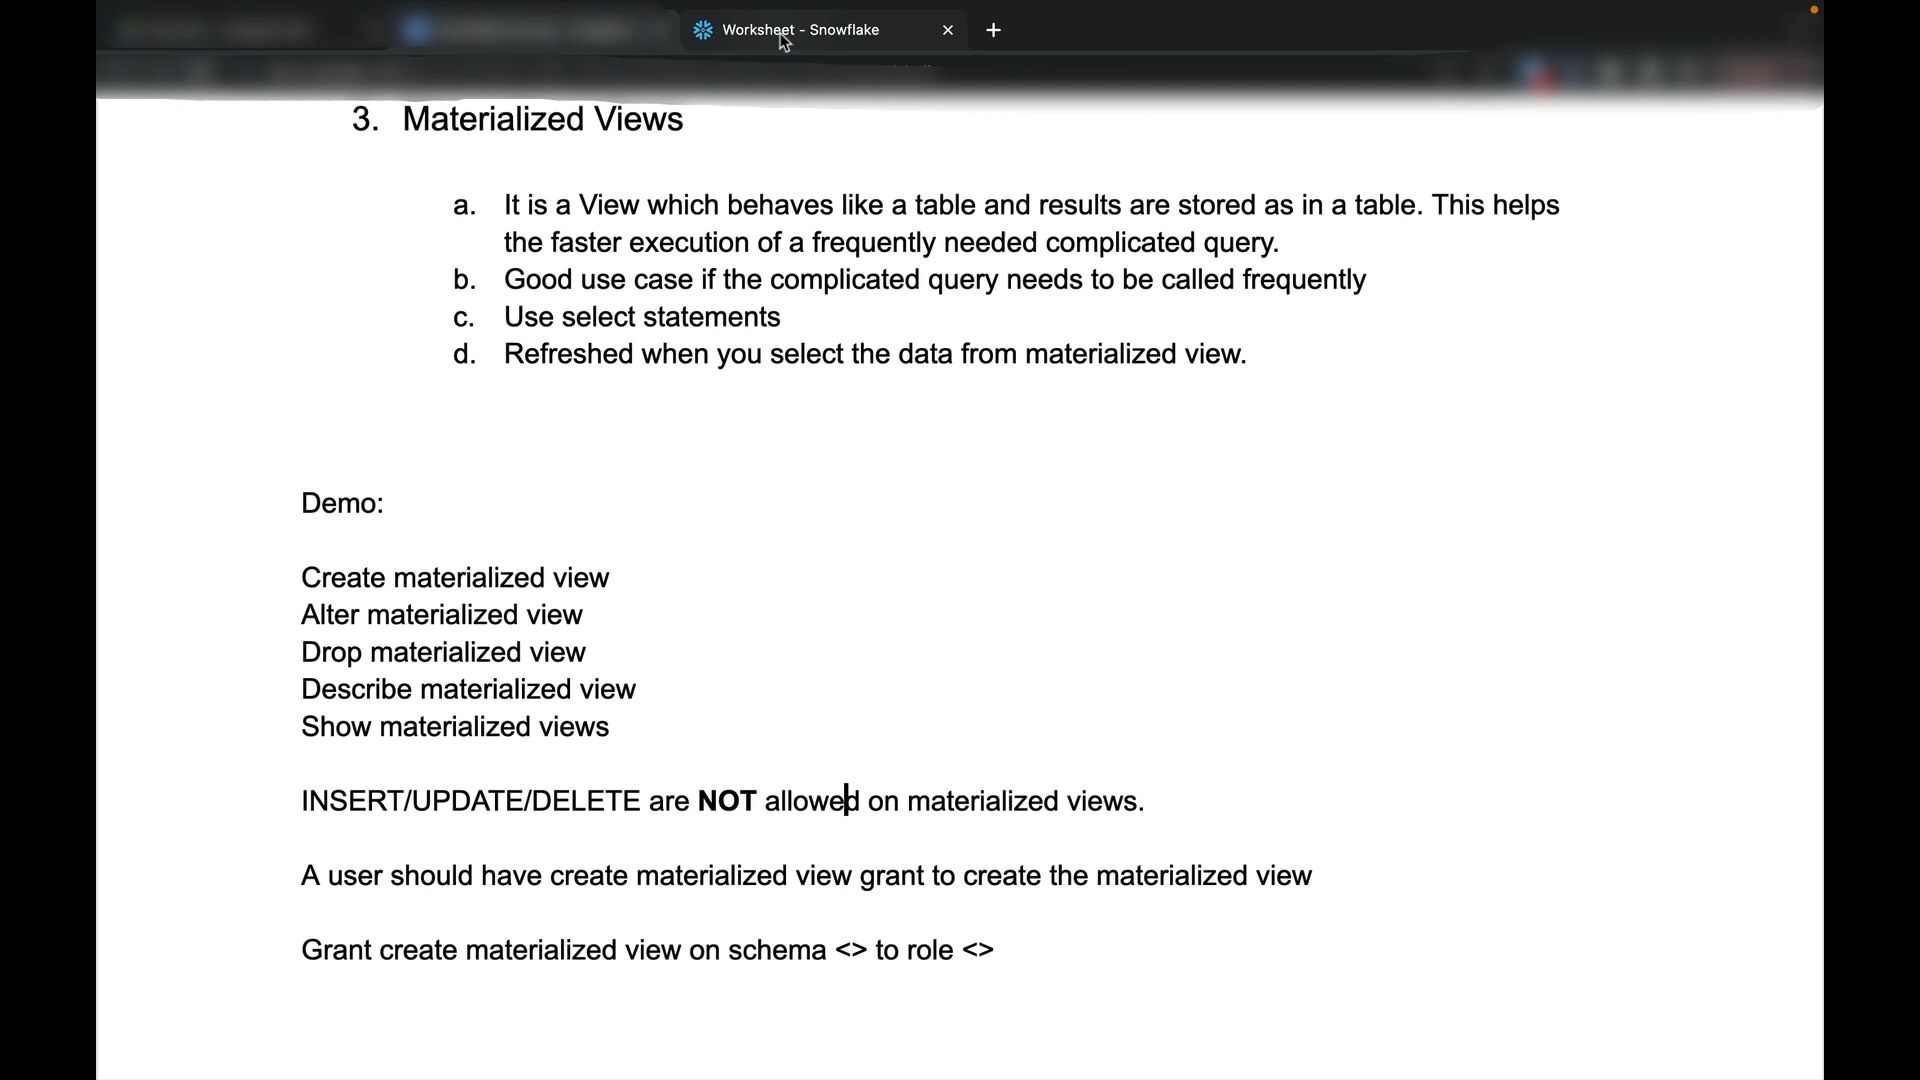 Worksheet - Snowflake
3. Materialized Views
a. It is a View which behaves like a table and results are stored as in a table. This helps
the faster execution of a frequently needed complicated query.
b. Good use case if the complicated query needs to be called frequently
c. Use select statements
d. Refreshed when you select the data from materialized view.
Demo:
Create materialized view
Alter materialized view
Drop materialized view
Describe materialized view
Show materialized views
INSERT/UPDATE/DELETE are NOT allowed on materialized views.
A user should have create materialized view grant to create the materialized view
Grant create materialized view on schema <> to role <>